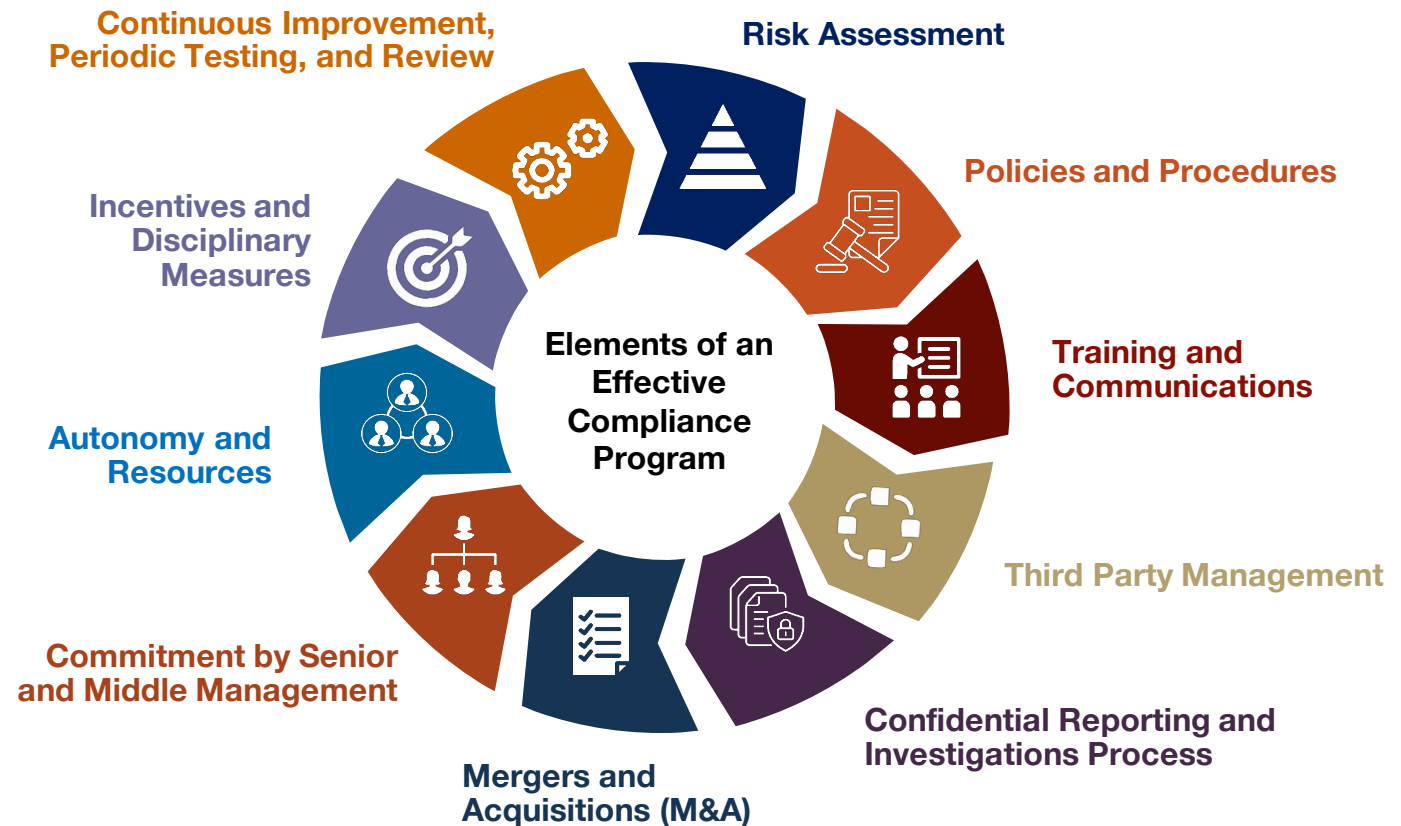 Continuous Improvement,
Periodic Testing, and Review
Risk Assessment
Policies and Procedures
Incentives and
Disciplinary
Measures
Elements of an
Effective
Compliance
Program
Training and
Communications
Autonomy and
Resources
Third Party Management
Commitment by Senior
and Middle Management
Confidential Reporting and
Investigations Process
Mergers and
Acquisitions (M&A)